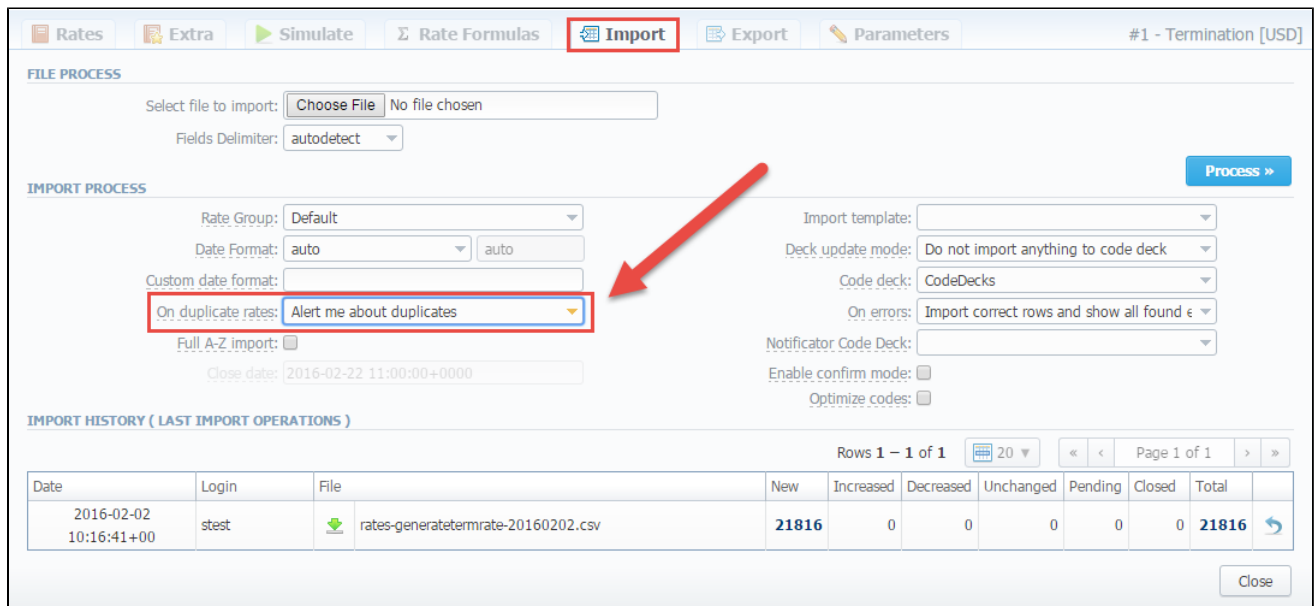 Rates Extra Simulate Σ Rate Formulas Import Export Parameters #1 - Termination [USD]
FILE PROCESS
Select file to import: Choose File No file chosen
Fields Delimiter: autodetect
Process »
IMPORT PROCESS
Rate Group: Default Import template:
Date Format: auto auto Deck update mode: Do not import anything to code deck
Custom date format: Code deck: CodeDecks
On duplicate rates: Alert me about duplicates On errors: Import correct rows and show all found e
Full A-Z import: Notificator Code Deck:
Close date: 2016-02-22 11:00:00+0000 Enable confirm mode:
Optimize codes:
IMPORT HISTORY ( LAST IMPORT OPERATIONS )
Rows 1 – 1 of 1 20 « ‹ Page 1 of 1 › »
Date Login File New Increased Decreased Unchanged Pending Closed Total
2016-02-02
10:16:41+00 stest rates-generatetermrate-20160202.csv 21816 0 0 0 0 0 21816
Close